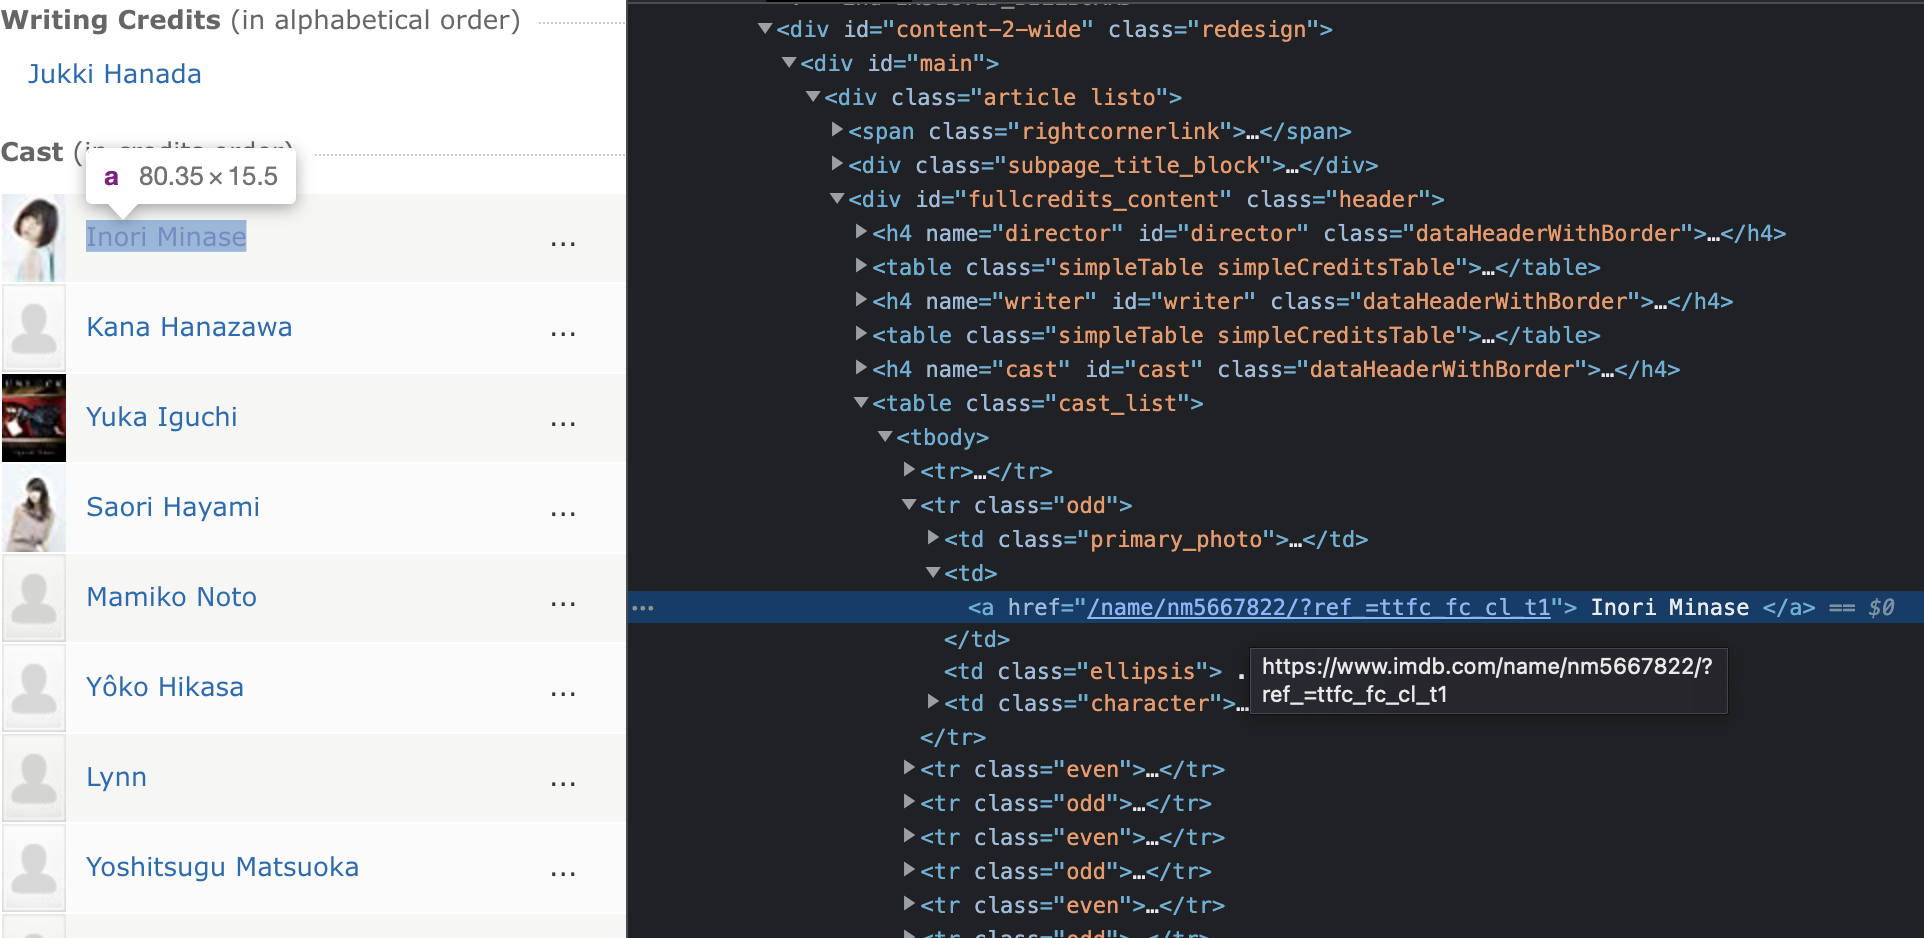 Writing Credits (in alphabetical order)
Jukki Hanada
Cast (in credits order)
a 80.35×15.5
Inori Minase ...
Kana Hanazawa ...
Yuka Iguchi ...
Saori Hayami ...
Mamiko Noto ...
Yôko Hikasa ...
Lynn ...
Yoshitsugu Matsuoka ...
<div id="content-2-wide" class="redesign">
<div id="main">
<div class="article listo">
<span class="rightcornerlink">…</span>
<div class="subpage_title_block">…</div>
<div id="fullcredits_content" class="header">
<h4 name="director" id="director" class="dataHeaderWithBorder">…</h4>
<table class="simpleTable simpleCreditsTable">…</table>
<h4 name="writer" id="writer" class="dataHeaderWithBorder">…</h4>
<table class="simpleTable simpleCreditsTable">…</table>
<h4 name="cast" id="cast" class="dataHeaderWithBorder">…</h4>
<table class="cast_list">
<tbody>
<tr>…</tr>
<tr class="odd">
<td class="primary_photo">…</td>
<td>
<a href="/name/nm5667822/?ref_=ttfc_fc_cl_t1"> Inori Minase </a> == $0
</td>
<td class="ellipsis"> .
https://www.imdb.com/name/nm5667822/?
ref_=ttfc_fc_cl_t1
<td class="character">…
</tr>
<tr class="even">…</tr>
<tr class="odd">…</tr>
<tr class="even">…</tr>
<tr class="odd">…</tr>
<tr class="even">…</tr>
<tr class="odd">…</tr>